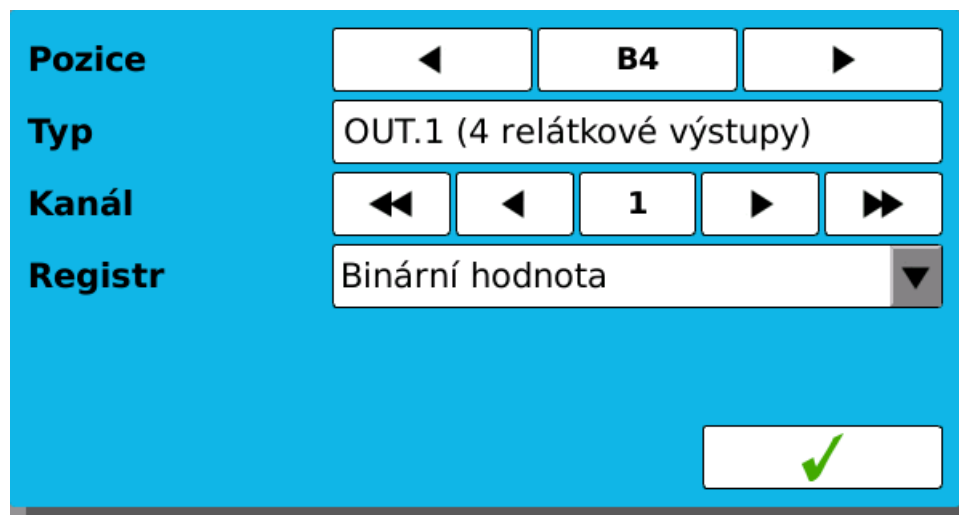 Pozice B4
Typ OUT.1 (4 relátkové výstupy)
Kanál 1
Registr Binární hodnota